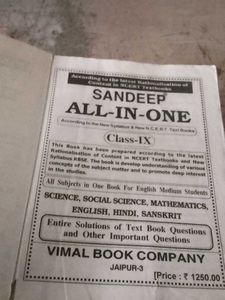 According to the latest Rationalisation of
Content in NCERT Textbooks
SANDEEP
ALL-IN-ONE
According to the New Syllabus & New N.C.E.R.T. Text Books
Class-IX
This Book has been prepared according to the latest
Rationalisation of Content in NCERT Textbooks and New
Syllabus RBSE. The book is develop understanding of various
concepts of the subject matter and to promote deep interest
in the studies.
All Subjects in One Book For English Medium Students
SCIENCE, SOCIAL SCIENCE, MATHEMATICS,
ENGLISH, HINDI, SANSKRIT
Entire Solutions of Text Book Questions
and Other Important Questions
VIMAL BOOK COMPANY
JAIPUR-3
[Price : ₹ 1250.00